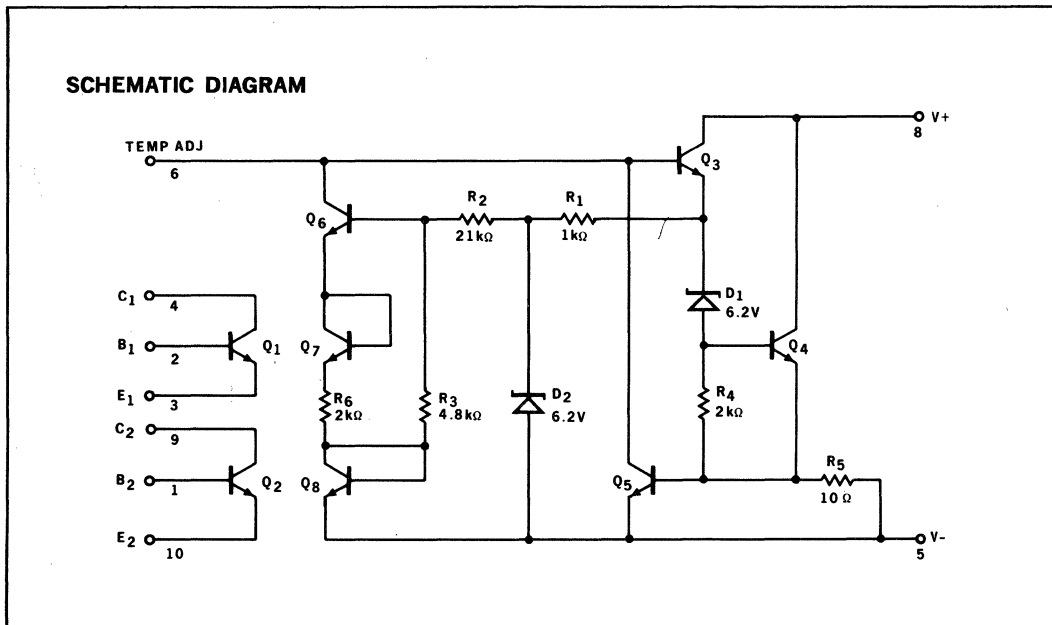 SCHEMATIC DIAGRAM
V+
8
TEMP ADJ
6
Q3
R2
21kΩ
R1
1kΩ
Q6
C1
4
D1
6.2V
B1
2
Q1
Q7
Q4
E1
3
R6
2kΩ
R3
4.8kΩ
D2
6.2V
R4
2kΩ
C2
9
B2
1
Q2
Q8
Q5
R5
10 Ω
E2
10
V-
5